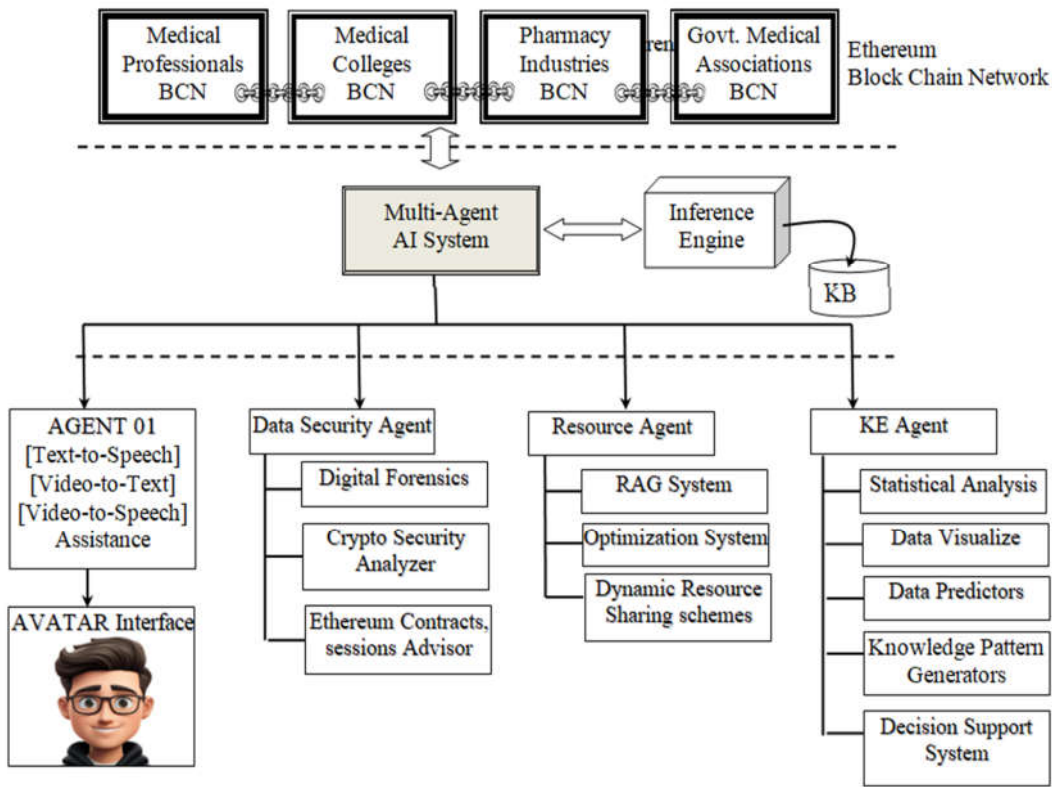 Medical
Professionals
BCN
Medical
Colleges
BCN
Pharmacy
Industries
BCN
ren
Govt. Medical
Associations
BCN
Ethereum
Block Chain Network
Multi-Agent
AI System
Inference
Engine
KB
AGENT 01
[Text-to-Speech]
[Video-to-Text]
[Video-to-Speech]
Assistance
AVATAR Interface
Data Security Agent
Digital Forensics
Crypto Security
Analyzer
Ethereum Contracts,
sessions Advisor
Resource Agent
RAG System
Optimization System
Dynamic Resource
Sharing schemes
KE Agent
Statistical Analysis
Data Visualize
Data Predictors
Knowledge Pattern
Generators
Decision Support
System